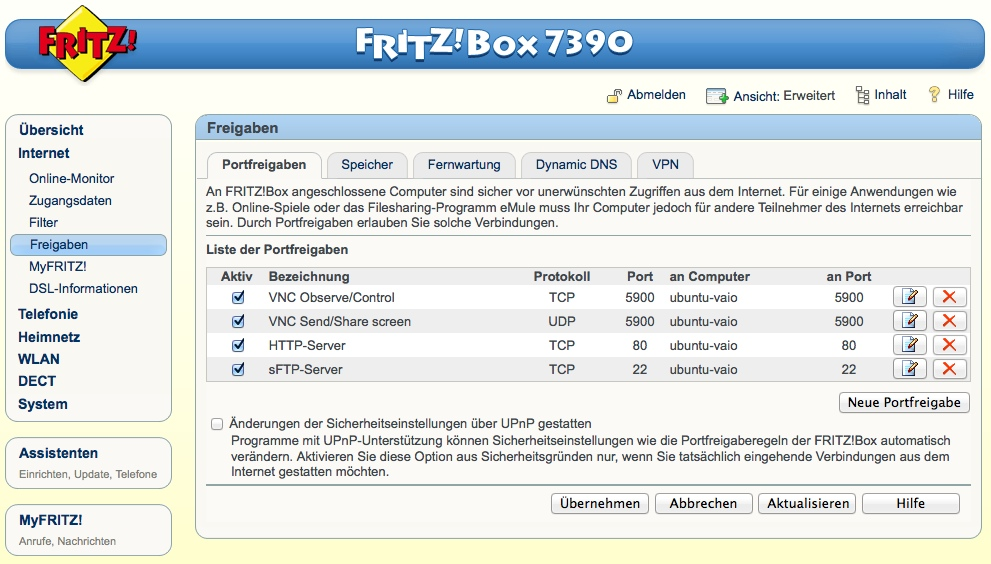 FRITZ!
FRITZ!Box 7390
Abmelden
Ansicht: Erweitert
Inhalt
Hilfe
Übersicht
Internet
Online-Monitor
Zugangsdaten
Filter
Freigaben
MyFRITZ!
DSL-Informationen
Telefonie
Heimnetz
WLAN
DECT
System
Assistenten
Einrichten, Update, Telefone
MyFRITZ!
Anrufe, Nachrichten
Freigaben
Portfreigaben Speicher Fernwartung Dynamic DNS VPN
An FRITZ!Box angeschlossene Computer sind sicher vor unerwünschten Zugriffen aus dem Internet. Für einige Anwendungen wie
z.B. Online-Spiele oder das Filesharing-Programm eMule muss Ihr Computer jedoch für andere Teilnehmer des Internets erreichbar
sein. Durch Portfreigaben erlauben Sie solche Verbindungen.
Liste der Portfreigaben
Aktiv Bezeichnung Protokoll Port an Computer an Port
VNC Observe/Control TCP 5900 ubuntu-vaio 5900
VNC Send/Share screen UDP 5900 ubuntu-vaio 5900
HTTP-Server TCP 80 ubuntu-vaio 80
sFTP-Server TCP 22 ubuntu-vaio 22
Neue Portfreigabe
Änderungen der Sicherheitseinstellungen über UPnP gestatten
Programme mit UPnP-Unterstützung können Sicherheitseinstellungen wie die Portfreigaberegeln der FRITZ!Box automatisch
verändern. Aktivieren Sie diese Option aus Sicherheitsgründen nur, wenn Sie tatsächlich eingehende Verbindungen aus dem
Internet gestatten möchten.
Übernehmen Abbrechen Aktualisieren Hilfe